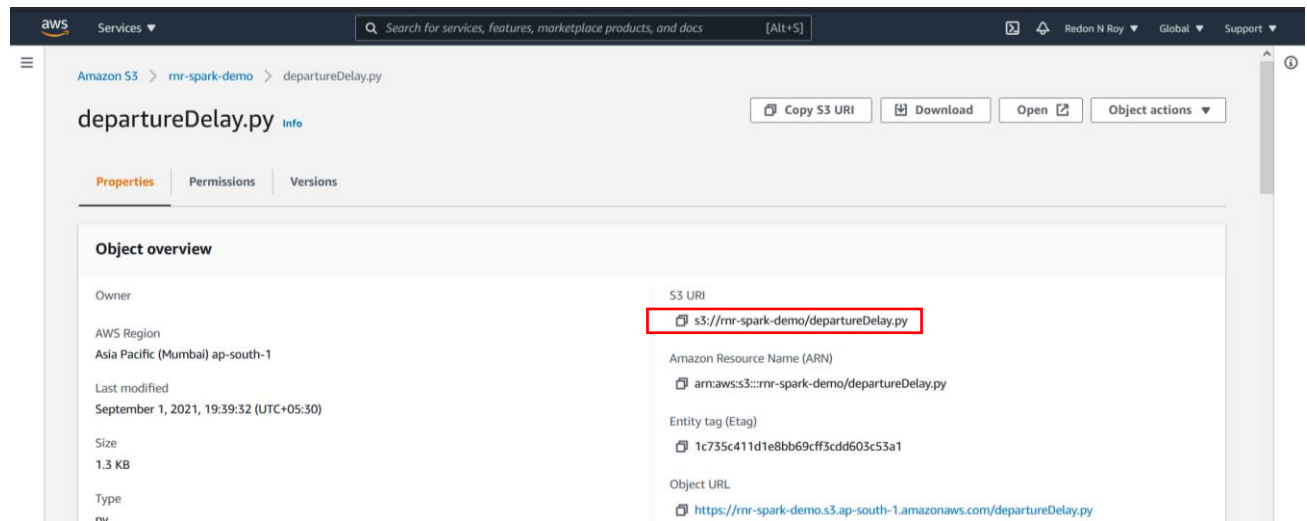 aws Services ▼ Search for services, features, marketplace products, and docs [Alt+S] Redon N Roy ▼ Global ▼ Support ▼
Amazon S3 > rnr-spark-demo > departureDelay.py
departureDelay.py Info
Copy S3 URI Download Open Object actions ▼
Properties Permissions Versions
Object overview
Owner
AWS Region
Asia Pacific (Mumbai) ap-south-1
Last modified
September 1, 2021, 19:39:32 (UTC+05:30)
Size
1.3 KB
Type
py
S3 URI
s3://rnr-spark-demo/departureDelay.py
Amazon Resource Name (ARN)
arn:aws:s3:::rnr-spark-demo/departureDelay.py
Entity tag (Etag)
1c735c411d1e8bb69cff3cdd603c53a1
Object URL
https://rnr-spark-demo.s3.ap-south-1.amazonaws.com/departureDelay.py